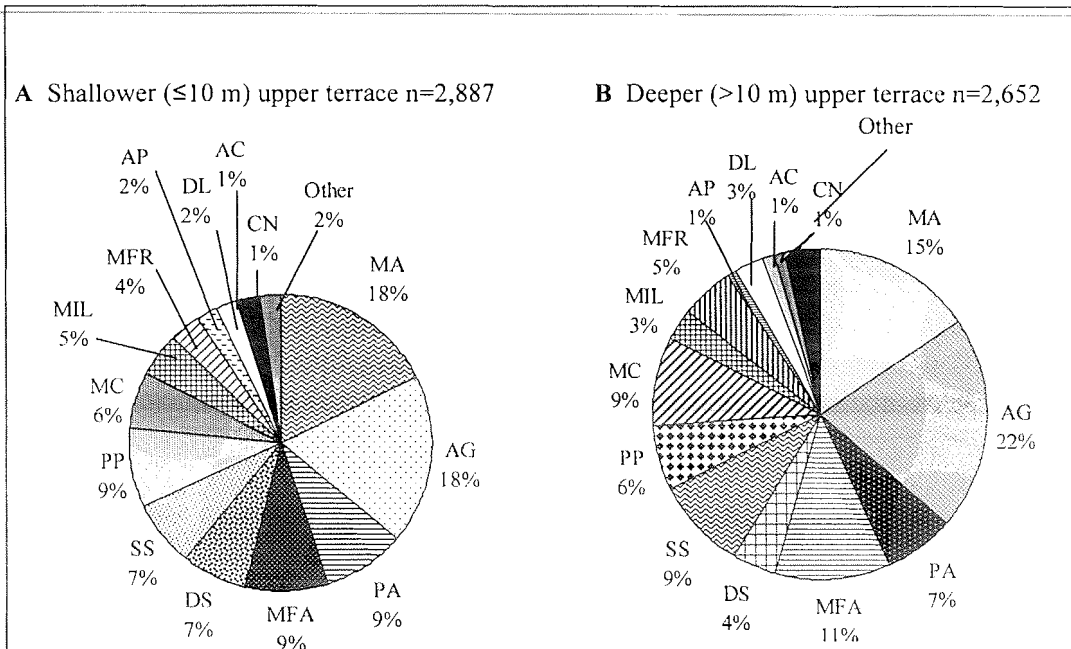 A Shallower (≤10 m) upper terrace n=2,887
AP
2%
DL
2%
AC
1%
CN
1%
Other
2%
MFR
4%
MIL
5%
MC
6%
PP
9%
SS
7%
DS
7%
MFA
9%
PA
9%
AG
18%
MA
18%
B Deeper (>10 m) upper terrace n=2,652
Other
DL
3%
AC
1%
CN
1%
AP
1%
MFR
5%
MIL
3%
MC
9%
PP
6%
SS
9%
DS
4%
MFA
11%
PA
7%
AG
22%
MA
15%